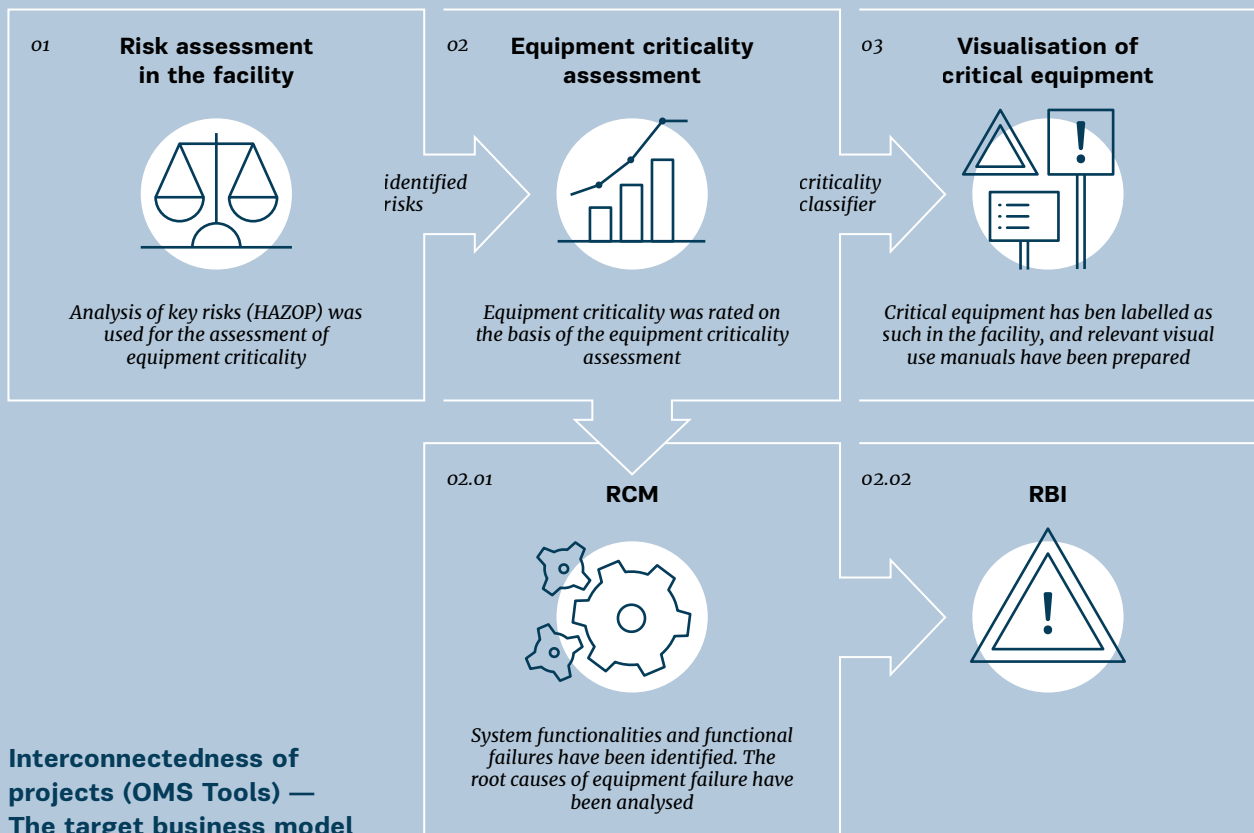 01
Risk assessment
in the facility
Analysis of key risks (HAZOP) was
used for the assessment of
equipment criticality
identified
risks
02
Equipment criticality
assessment
Equipment criticality was rated on
the basis of the equipment criticality
assessment
criticality
classifier
03
Visualisation of
critical equipment
!
Critical equipment has ben labelled as
such in the facility, and relevant visual
use manuals have been prepared
02.01
RCM
System functionalities and functional
failures have been identified. The
root causes of equipment failure have
been analysed
02.02
RBI
!
Interconnectedness of
projects (OMS Tools) —
The target business model